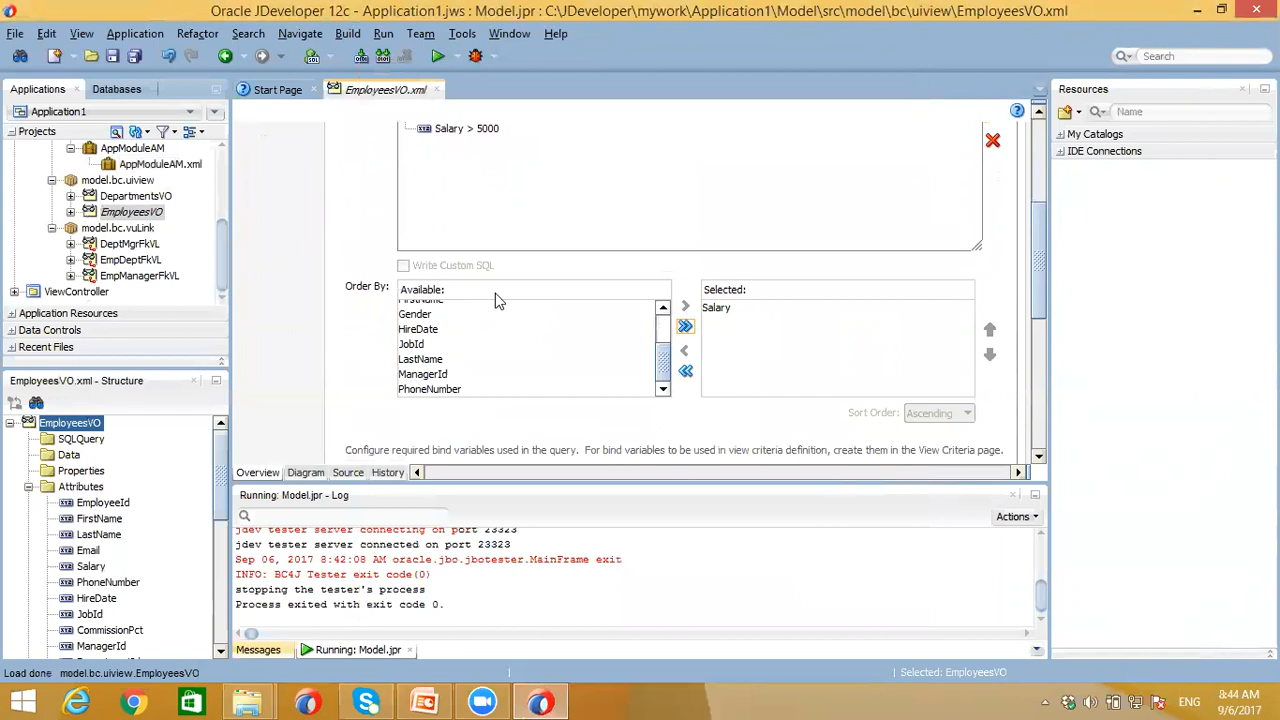 Oracle JDeveloper 12c - Application1.jws : Model.jpr : C:\JDeveloper\mywork\Application1\Model\src\model\bc\uiview\EmployeesVO.xml
File Edit View Application Refactor Search Navigate Build Run Team Tools Window Help
Search
Applications Databases
Start Page EmployeesVO.xml
Resources
Application1
Name
Projects
My Catalogs
IDE Connections
AppModuleAM
AppModuleAM.xml
model.bc.uiview
DepartmentsVO
EmployeesVO
model.bc.vuLink
DeptMgrFkVL
EmpDeptFkVL
EmpManagerFkVL
ViewController
Application Resources
Data Controls
Recent Files
Salary > 5000
Write Custom SQL
Order By: Available: Selected:
FirstName
Gender
HireDate
JobId
LastName
ManagerId
PhoneNumber
Salary
Sort Order: Ascending
Configure required bind variables used in the query. For bind variables to be used in view criteria definition, create them in the View Criteria page.
Overview Diagram Source History
EmployeesVO.xml - Structure
EmployeesVO
SQLQuery
Data
Properties
Attributes
EmployeeId
FirstName
LastName
Email
Salary
PhoneNumber
HireDate
JobId
CommissionPct
ManagerId
Running: Model.jpr - Log
Actions
jdev tester server connecting on port 23323
jdev tester server connected on port 23323
Sep 06, 2017 8:42:08 AM oracle.jbo.jbotester.MainFrame exit
INFO: BC4J Tester exit code(0)
stopping the tester's process
Process exited with exit code 0.
Messages Running: Model.jpr
Load done model.bc.uiview.EmployeesVO Selected: EmployeesVO
ENG
8:44 AM
9/6/2017